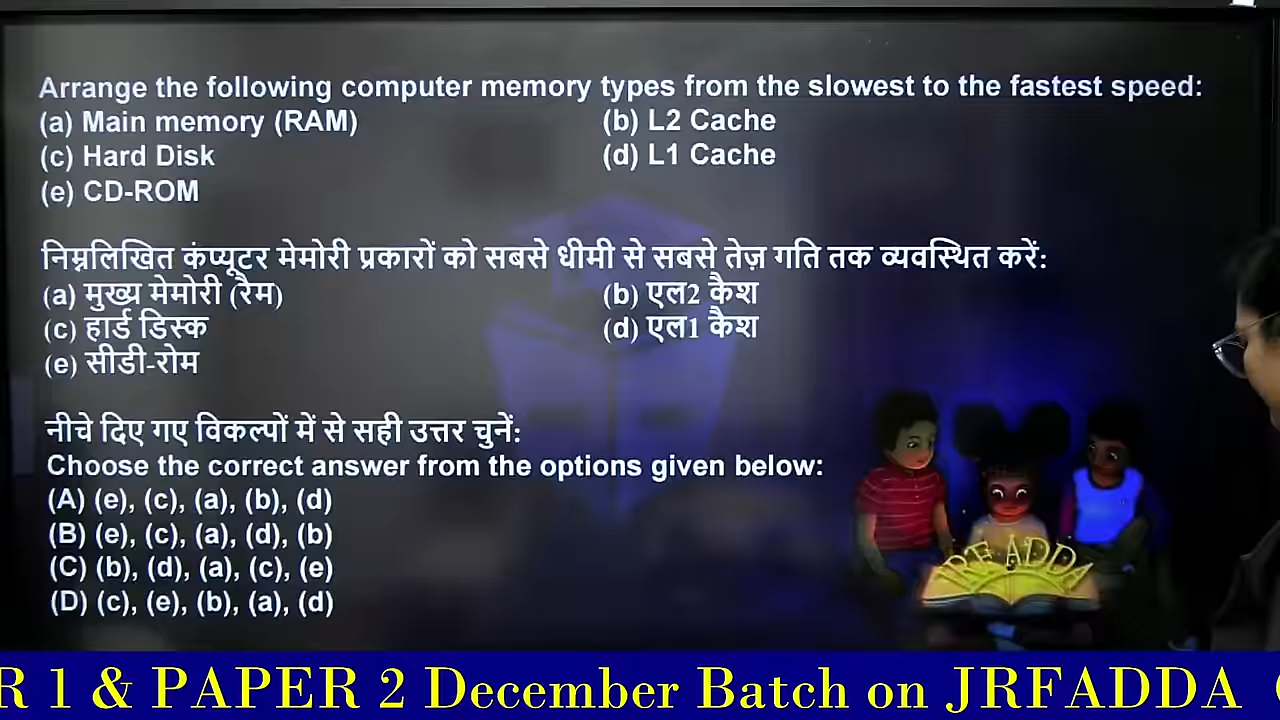 Arrange the following computer memory types from the slowest to the fastest speed:
(a) Main memory (RAM) (b) L2 Cache
(c) Hard Disk (d) L1 Cache
(e) CD-ROM
निम्नलिखित कंप्यूटर मेमोरी प्रकारों को सबसे धीमी से सबसे तेज़ गति तक व्यवस्थित करें:
(a) मुख्य मेमोरी (रैम) (b) एल2 कैश
(c) हार्ड डिस्क (d) एल1 कैश
(e) सीडी-रोम
नीचे दिए गए विकल्पों में से सही उत्तर चुनें:
Choose the correct answer from the options given below:
(A) (e), (c), (a), (b), (d)
(B) (e), (c), (a), (d), (b)
(C) (b), (d), (a), (c), (e)
(D) (c), (e), (b), (a), (d)
JRF ADDA
R 1 & PAPER 2 December Batch on JRFADDA